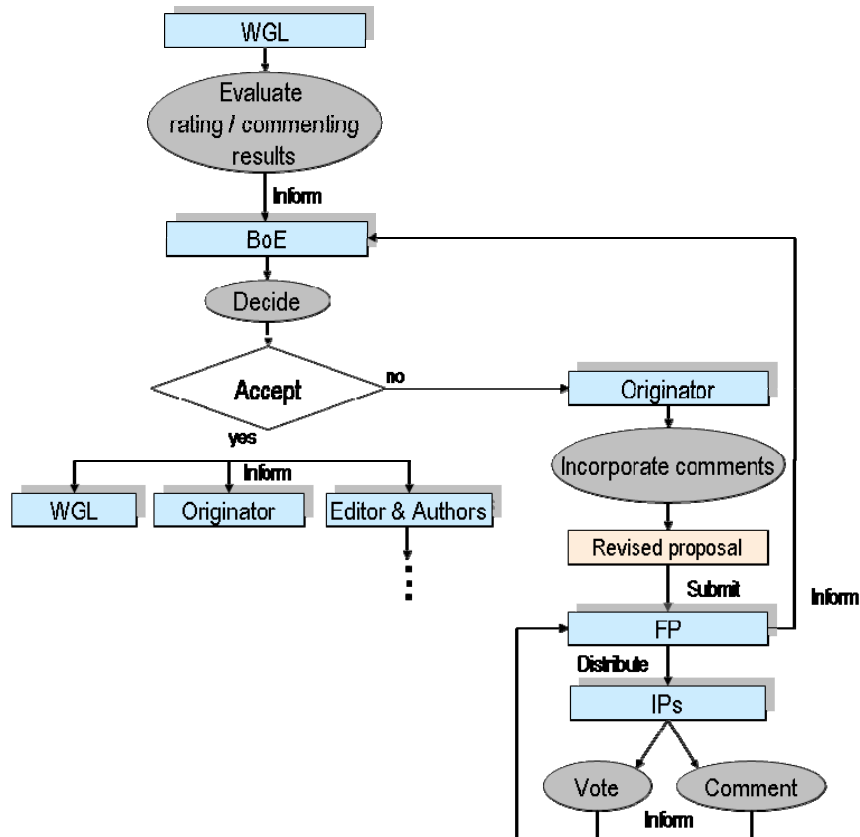 WGL
Evaluate
rating / commenting
results
Inform
BoE
Decide
Accept
no
Originator
yes
Incorporate comments
Inform
WGL
Originator
Editor & Authors
Revised proposal
Submit
Inform
FP
Distribute
IPs
Vote
Comment
Inform